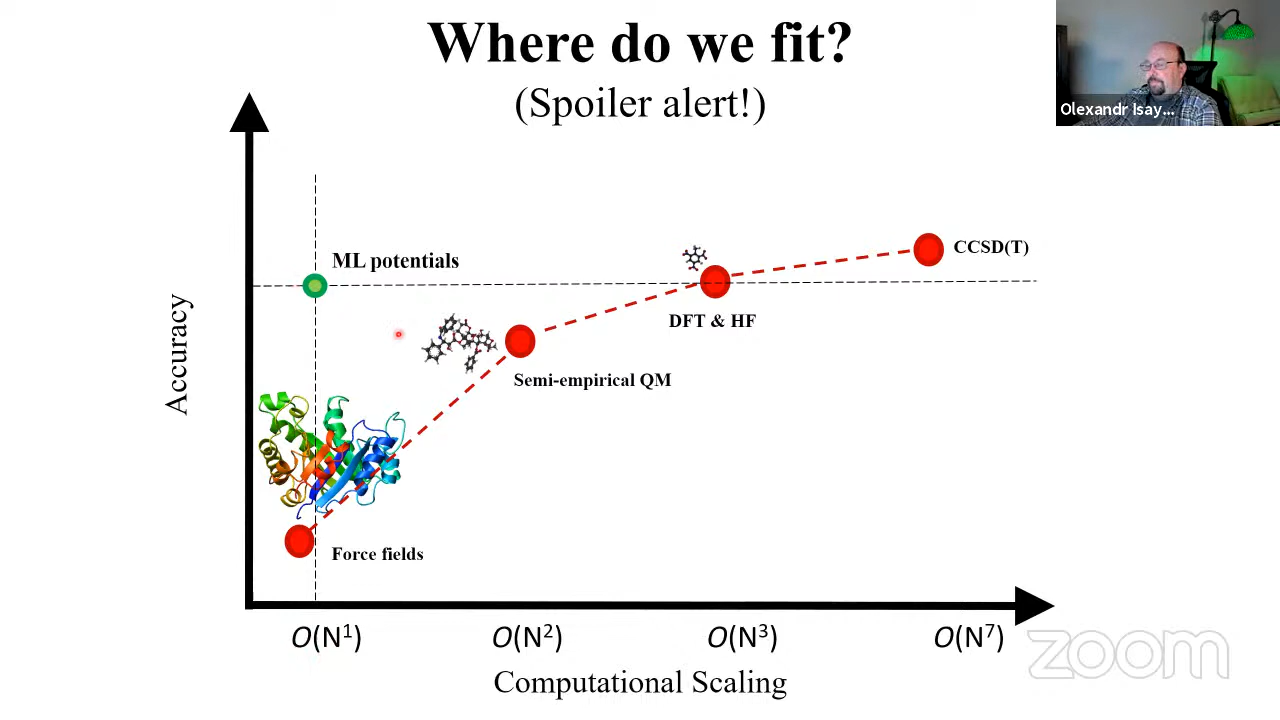 Where do we fit?
(Spoiler alert!)
Olexandr Isay...
ML potentials
CCSD(T)
DFT & HF
Semi-empirical QM
Force fields
Accuracy
O(N¹)
O(N²)
O(N³)
O(N⁷)
Computational Scaling
zoom